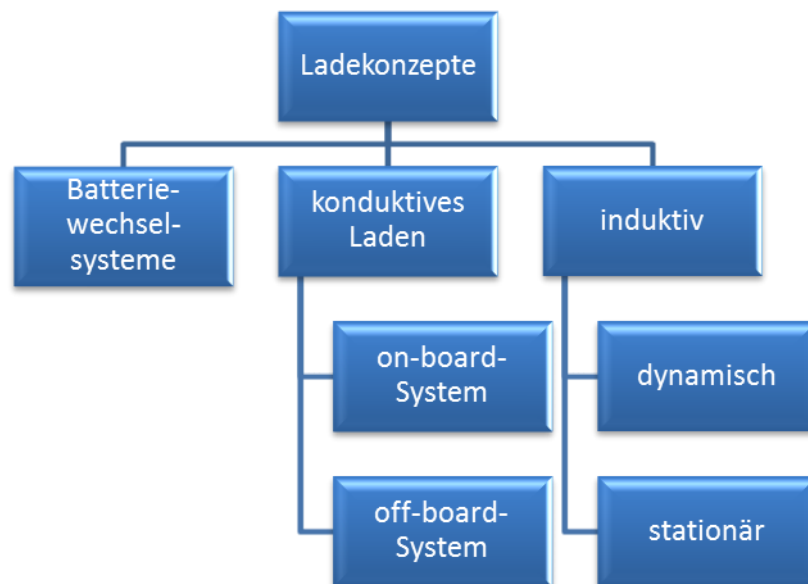 Ladekonzepte
Batterie-
wechsel-
systeme
konduktives
Laden
induktiv
on-board-
System
dynamisch
off-board-
System
stationär